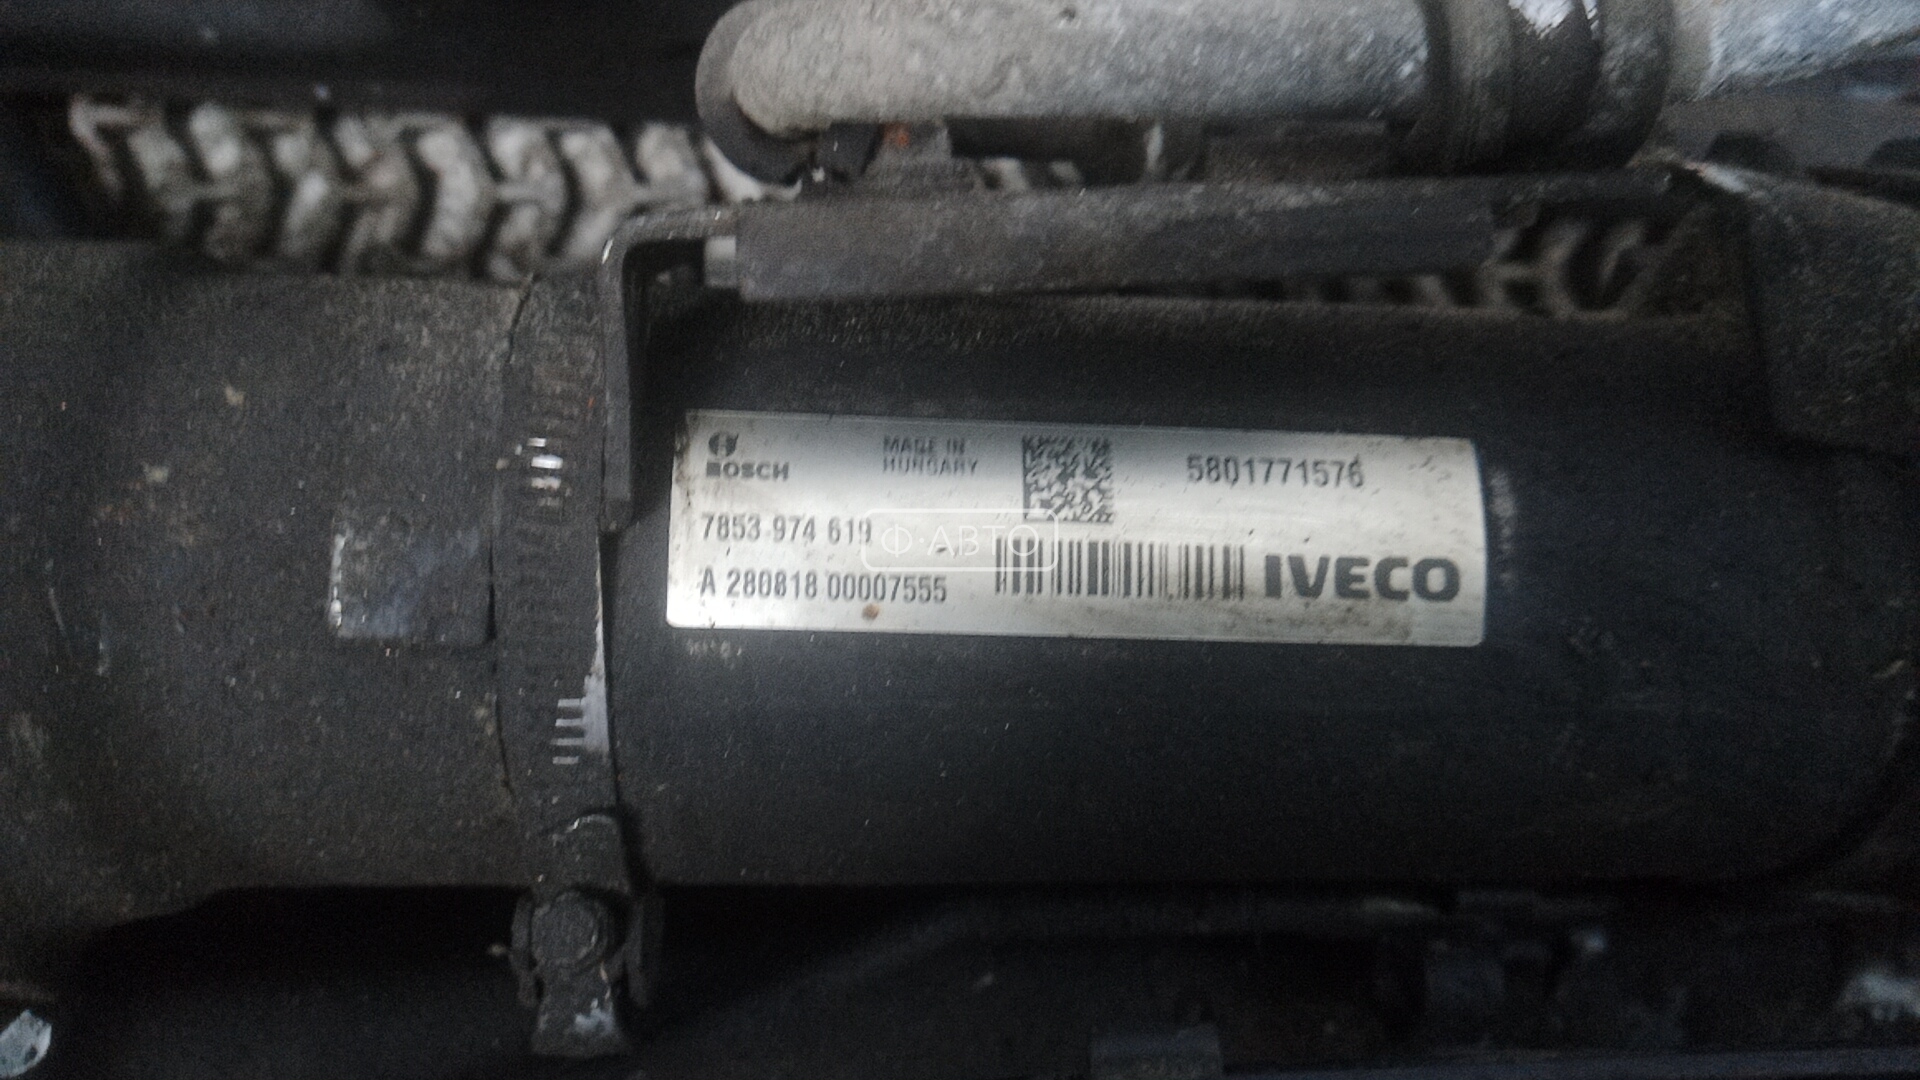 BOSCH
MADE IN
HUNGARY
5801771576
7853 974 619
Ф·АВТО
A 280818 00007555
IVECO